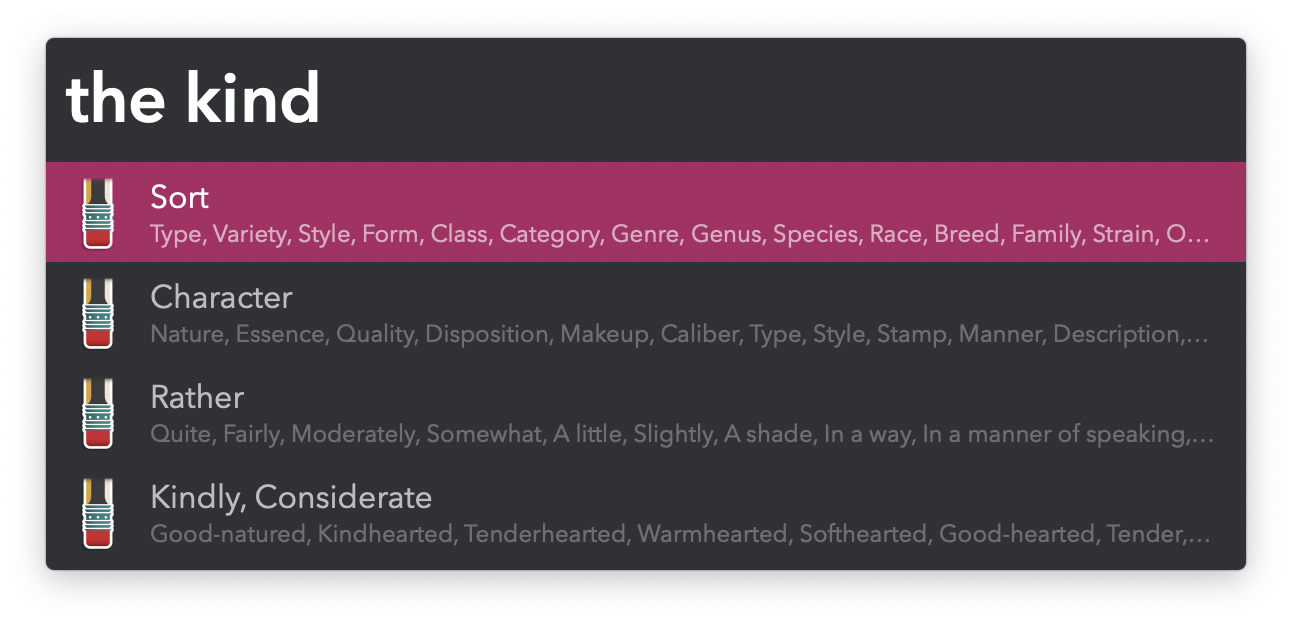 the kind
Sort
Type, Variety, Style, Form, Class, Category, Genre, Genus, Species, Race, Breed, Family, Strain, O…
Character
Nature, Essence, Quality, Disposition, Makeup, Caliber, Type, Style, Stamp, Manner, Description,…
Rather
Quite, Fairly, Moderately, Somewhat, A little, Slightly, A shade, In a way, In a manner of speaking,…
Kindly, Considerate
Good-natured, Kindhearted, Tenderhearted, Warmhearted, Softhearted, Good-hearted, Tender,…